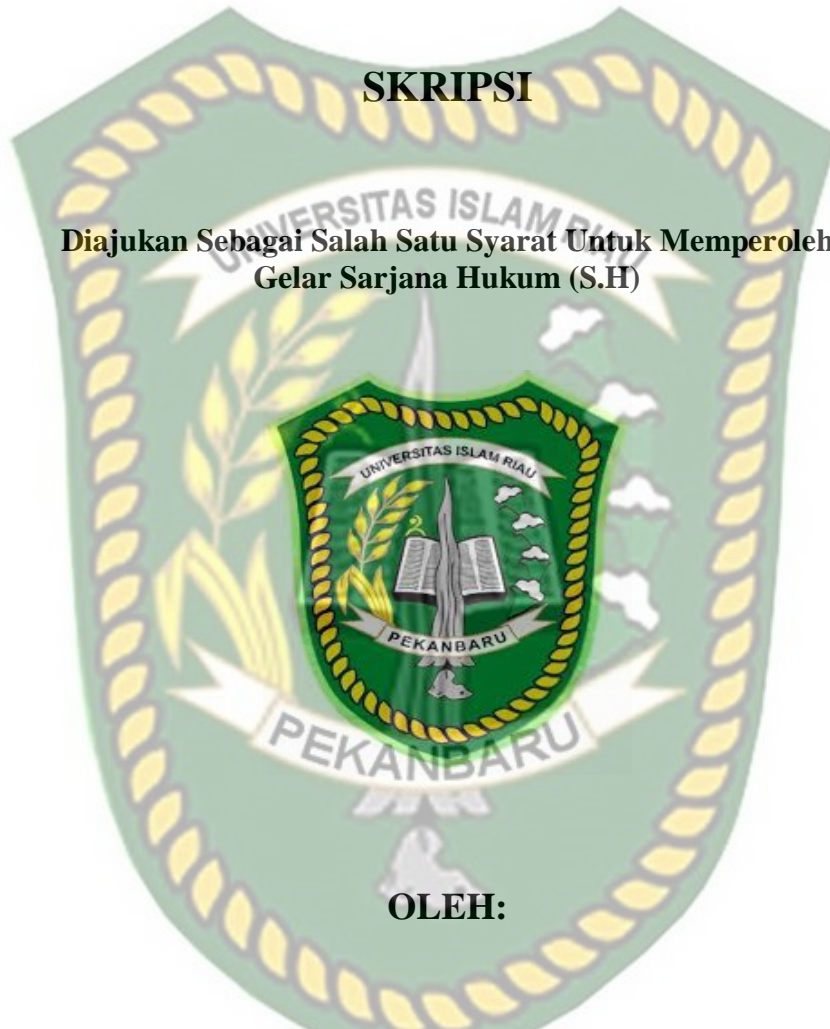 SKRIPSI
UNIVERSITAS ISLAM RIAU
Diajukan Sebagai Salah Satu Syarat Untuk Memperoleh
Gelar Sarjana Hukum (S.H)
UNIVERSITAS ISLAM RIAU
PEKANBARU
PEKANBARU
OLEH: